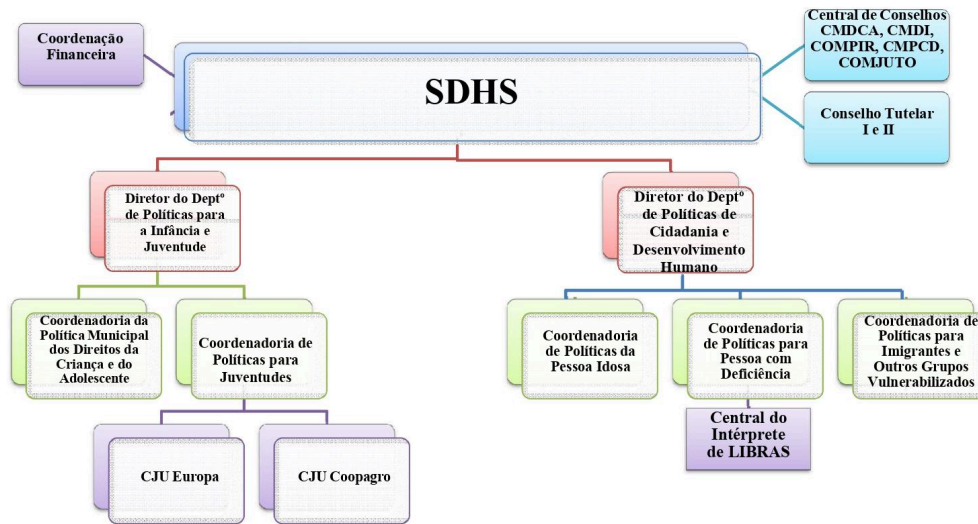 Coordenação
Financeira
SDHS
Central de Conselhos
CMDCA, CMDI,
COMPIR, CMPCD,
COMJUTO
Conselho Tutelar
I e II
Diretor do Deptº
de Políticas para
a Infância e
Juventude
Diretor do Deptº
de Políticas de
Cidadania e
Desenvolvimento
Humano
Coordenadoria da
Política Municipal
dos Direitos da
Criança e do
Adolescente
Coordenadoria de
Políticas para
Juventudes
Coordenadoria
de Políticas da
Pessoa Idosa
Coordenadoria
de Políticas para
Pessoa com
Deficiência
Coordenadoria de
Políticas para
Imigrantes e
Outros Grupos
Vulnerabilizados
CJU Europa
CJU Coopagro
Central do
Intérprete
de LIBRAS